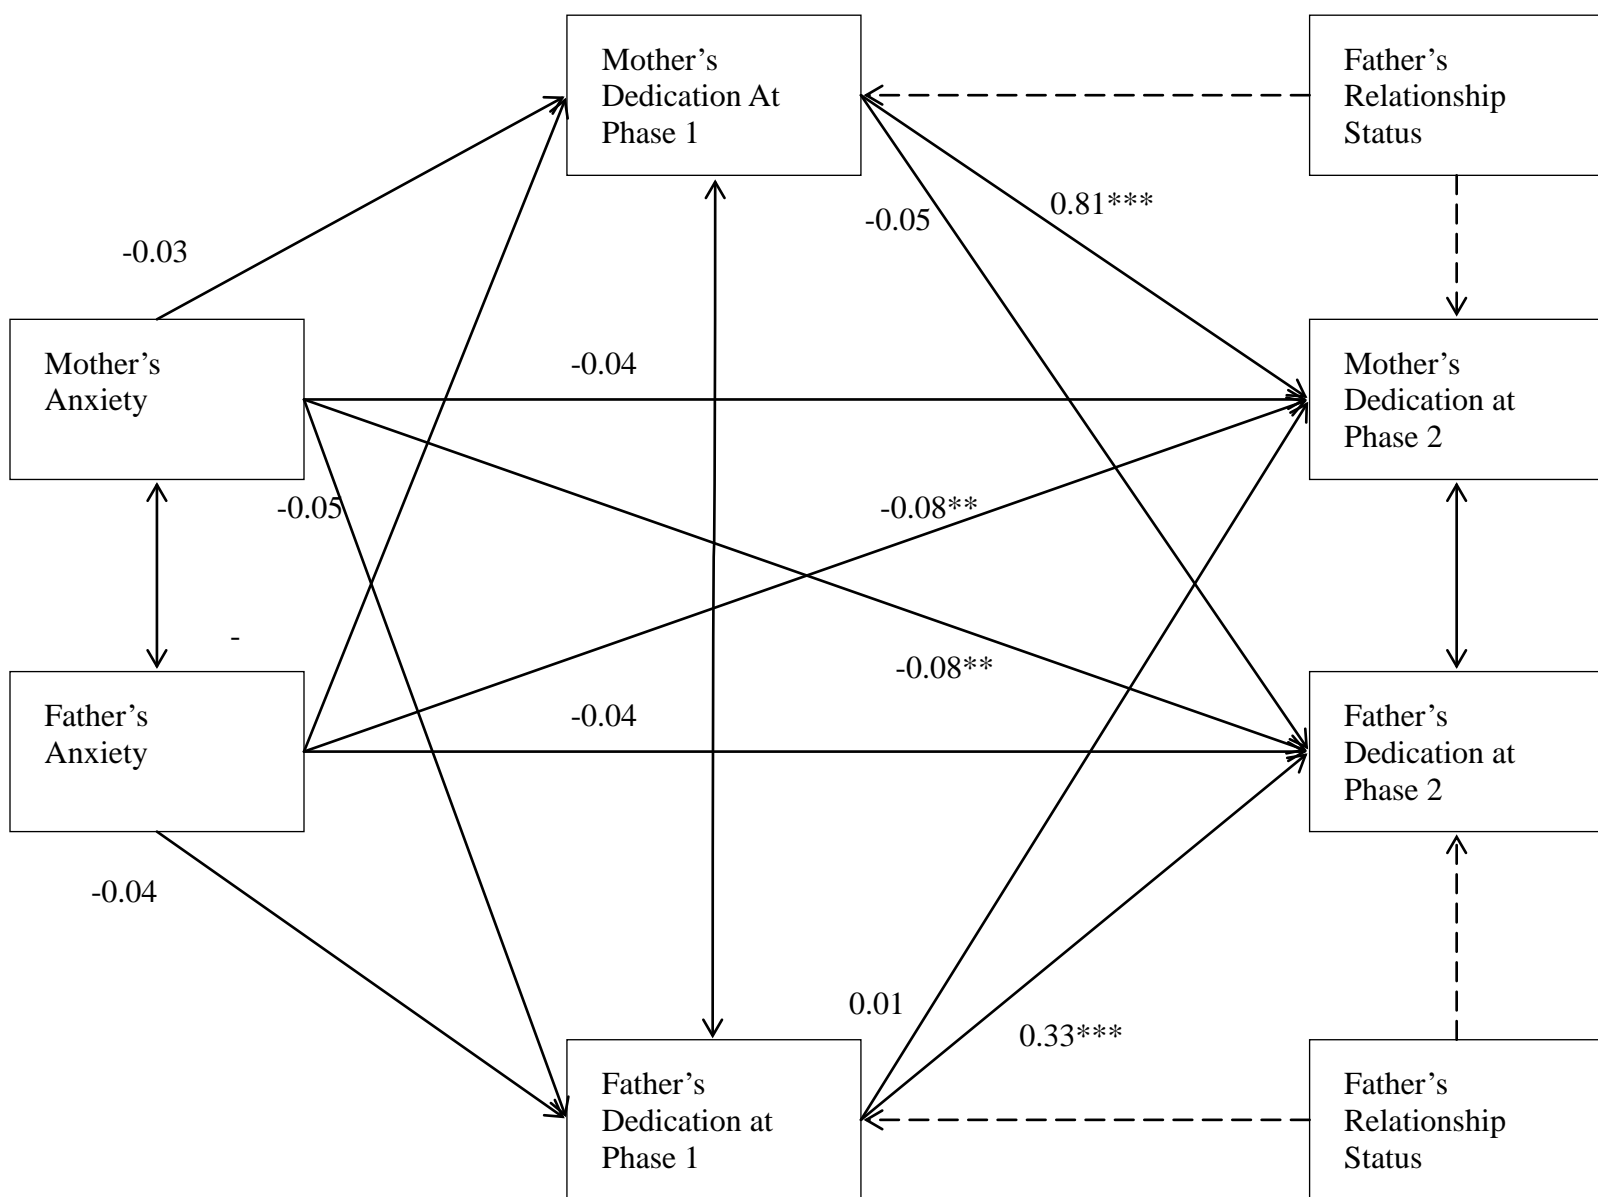 Mother’s
Dedication At
Phase 1
Father’s
Relationship
Status
-0.05
0.81***
-0.03
Mother’s
Anxiety
-0.04
Mother’s
Dedication at
Phase 2
-0.05
-0.08**
-
-0.08**
Father’s
Anxiety
-0.04
Father’s
Dedication at
Phase 2
-0.04
0.01
0.33***
Father’s
Dedication at
Phase 1
Father’s
Relationship
Status